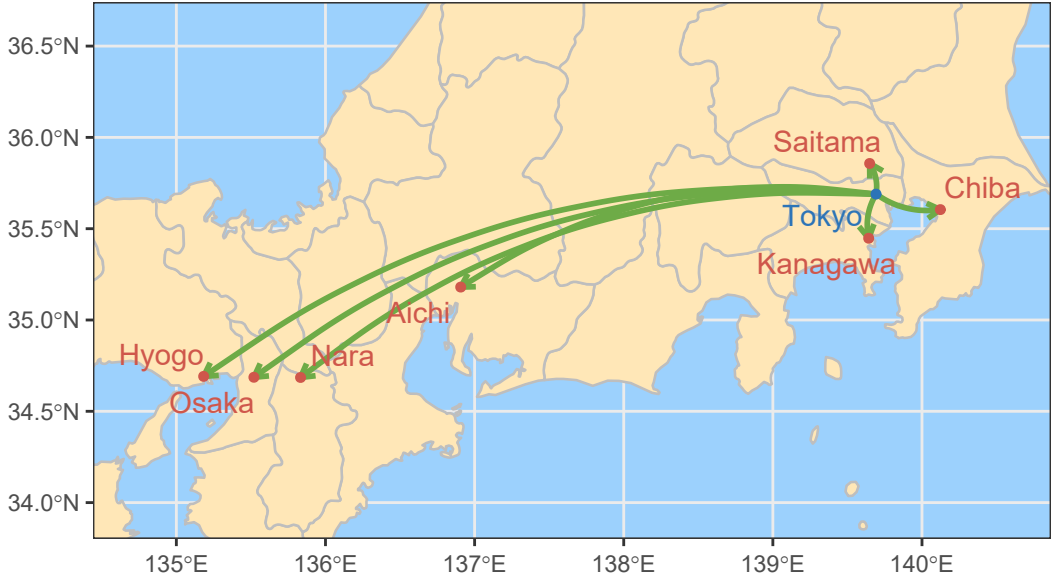 36.5°N
36.0°N
Saitama
Chiba
35.5°N
Tokyo
Kanagawa
35.0°N
Aichi
Hyogo
Nara
Osaka
34.5°N
34.0°N
135°E
136°E
137°E
138°E
139°E
140°E